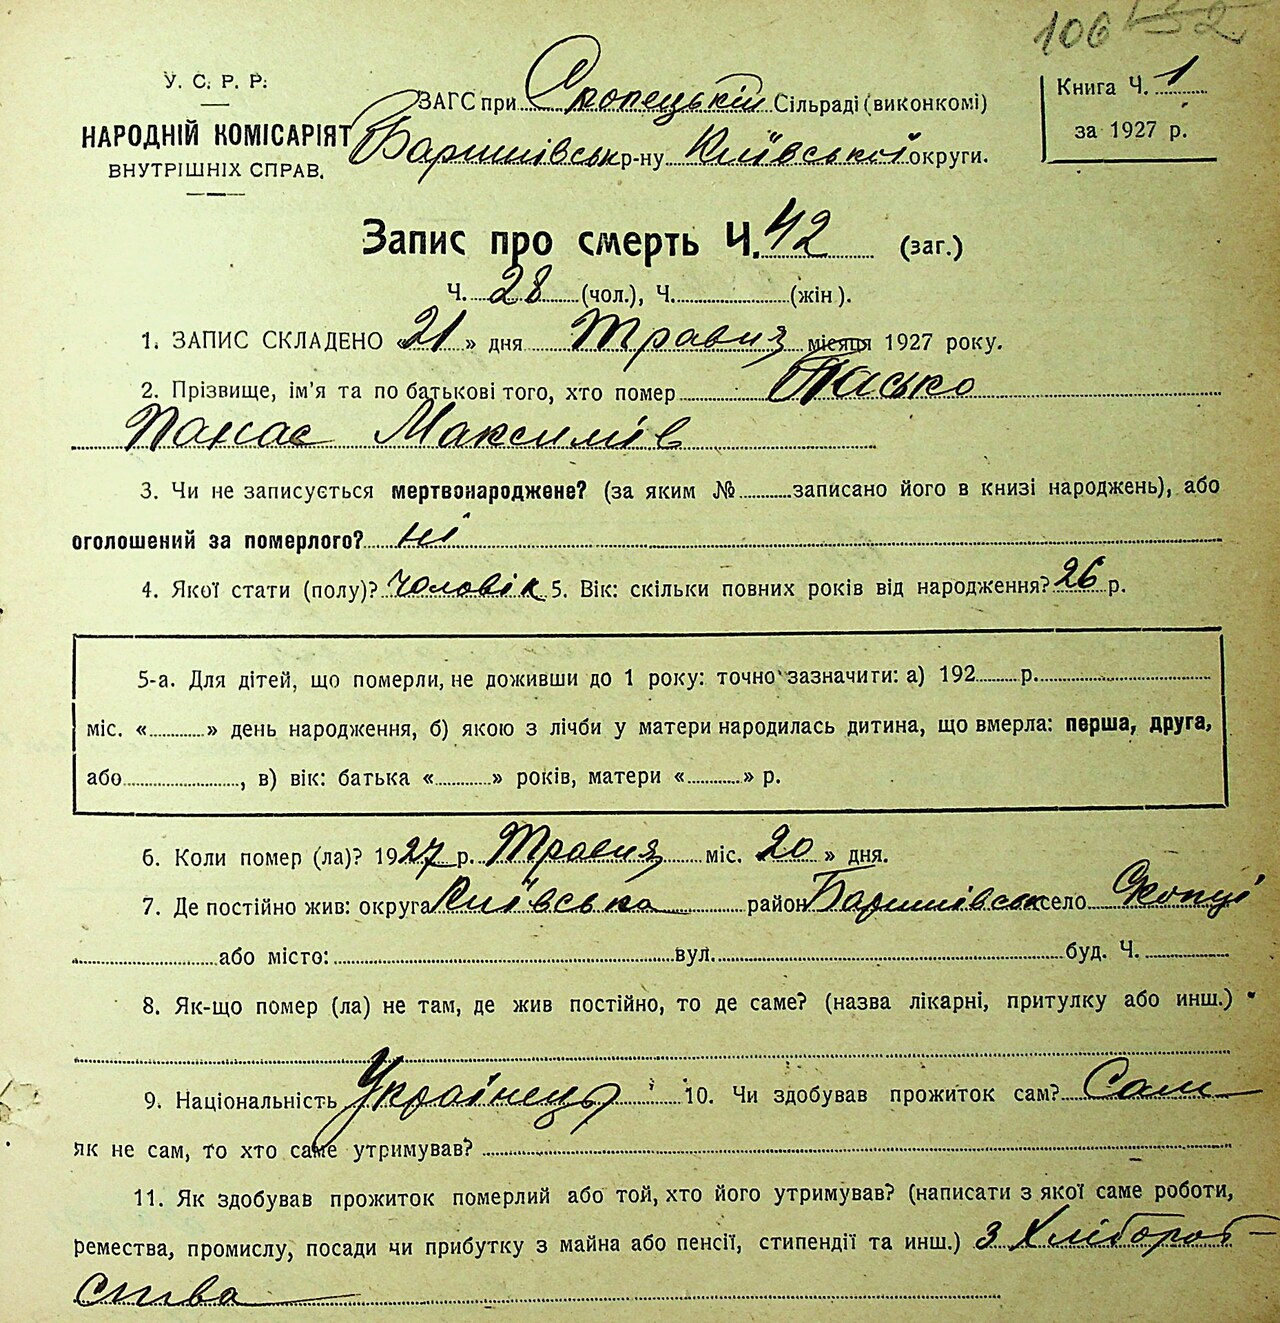 106
У. С. Р. Р.
НАРОДНІЙ КОМІСАРІЯТ
ВНУТРІШНІХ СПРАВ.
ЗАГС при Скопецькій Сільраді (виконкомі)
Баришівськ р-ну Київської округи.
Книга Ч. 1
за 1927 р.
Запис про смерть Ч. 42 (заг.)
Ч. 28 (чол.), Ч. (жін).
1. ЗАПИС СКЛАДЕНО «21» дня Травня місяця 1927 року.
2. Прізвище, ім'я та по батькові того, хто помер Пасько
Панас Максимів
3. Чи не записується мертвонароджене? (за яким № записано його в книзі народжень), або
оголошений за померлого? ні
4. Якої стати (полу)? Чоловік 5. Вік: скільки повних років від народження? 26 р.
5-а. Для дітей, що померли, не доживши до 1 року: точно зазначити: а) 192 р.
міс. « » день народження, б) якою з лічби у матери народилась дитина, що вмерла: перша, друга,
або , в) вік: батька « » років, матери « » р.
6. Коли помер (ла)? 1927 р. Травня міс. 20 » дня.
7. Де постійно жив: округа Київська район Баришівськ село Скопці
або місто: вул. буд. Ч.
8. Як-що помер (ла) не там, де жив постійно, то де саме? (назва лікарні, притулку або инш.)
9. Національність Українець 10. Чи здобував прожиток сам? Сам
Як не сам, то хто саме утримував?
11. Як здобував прожиток померлий або той, хто його утримував? (написати з якої саме роботи,
ремества, промислу, посади чи прибутку з майна або пенсії, стипендії та инш.) З Хлібороб-
ства